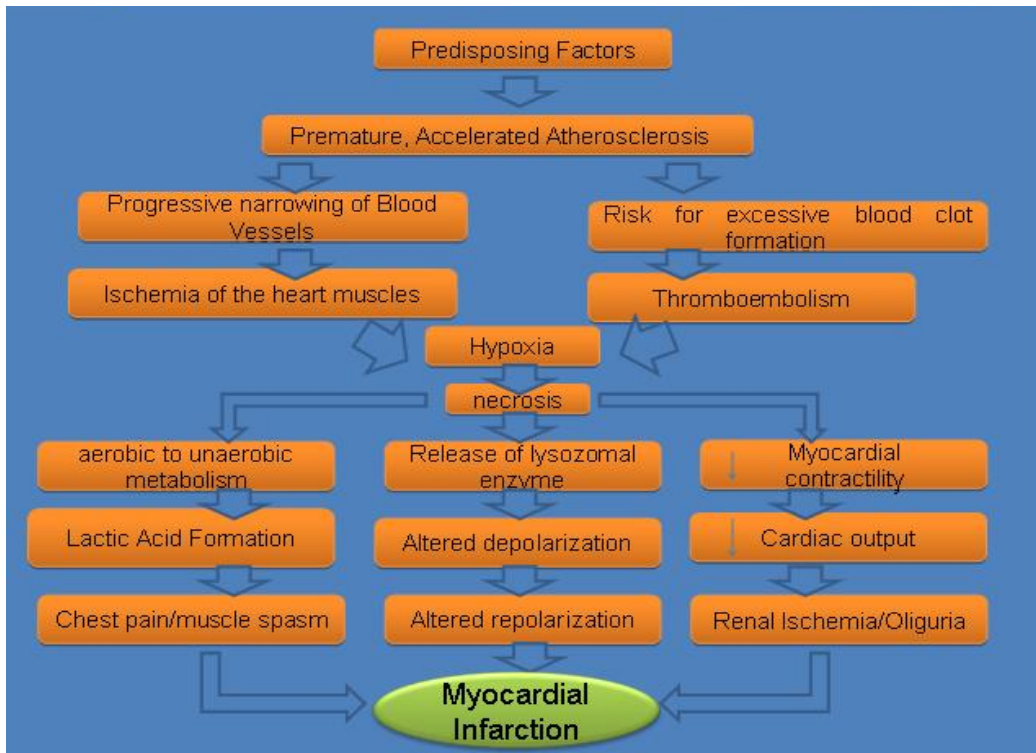 Predisposing Factors
Premature, Accelerated Atherosclerosis
Progressive narrowing of Blood
Vessels
Risk for excessive blood clot
formation
Ischemia of the heart muscles
Thromboembolism
Hypoxia
necrosis
aerobic to unaerobic
metabolism
Release of lysozomal
enzyme
↓ Myocardial
contractility
Lactic Acid Formation
Altered depolarization
↓ Cardiac output
Chest pain/muscle spasm
Altered repolarization
Renal Ischemia/Oliguria
Myocardial
Infarction